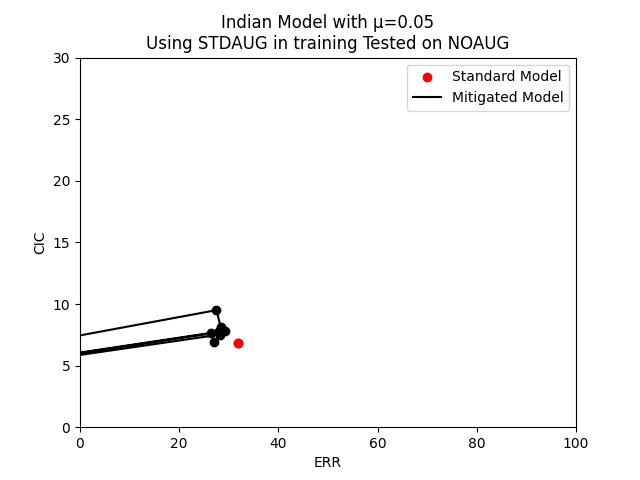 Indian Model with μ=0.05
Using STDAUG in training Tested on NOAUG
Standard Model
Mitigated Model
30
25
20
15
10
5
0
CIC
0 20 40 60 80 100
ERR